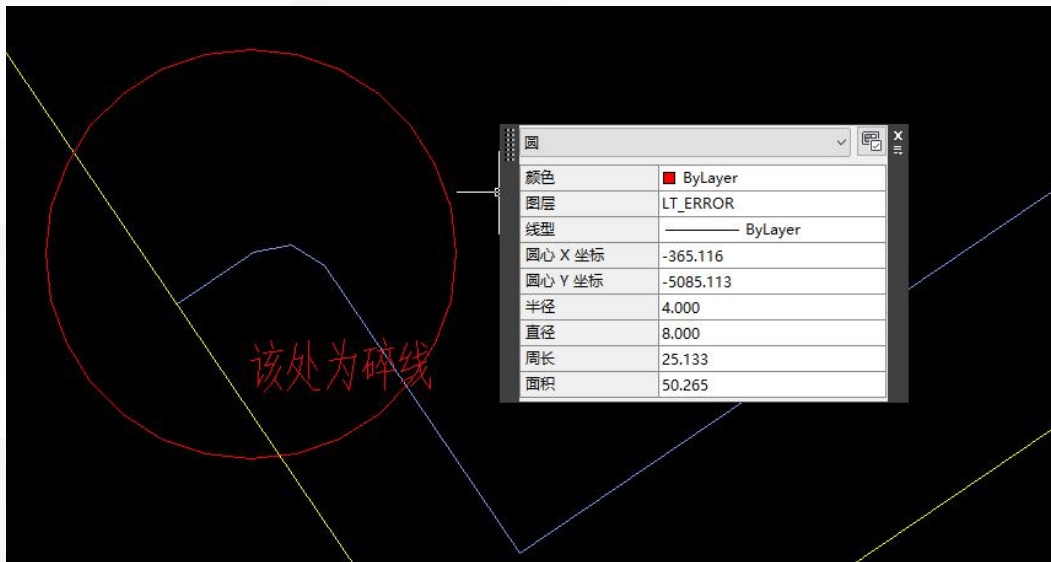 圆
颜色 ByLayer
图层 LT_ERROR
线型 ByLayer
圆心 X 坐标 -365.116
圆心 Y 坐标 -5085.113
半径 4.000
直径 8.000
周长 25.133
面积 50.265
该处为碎线